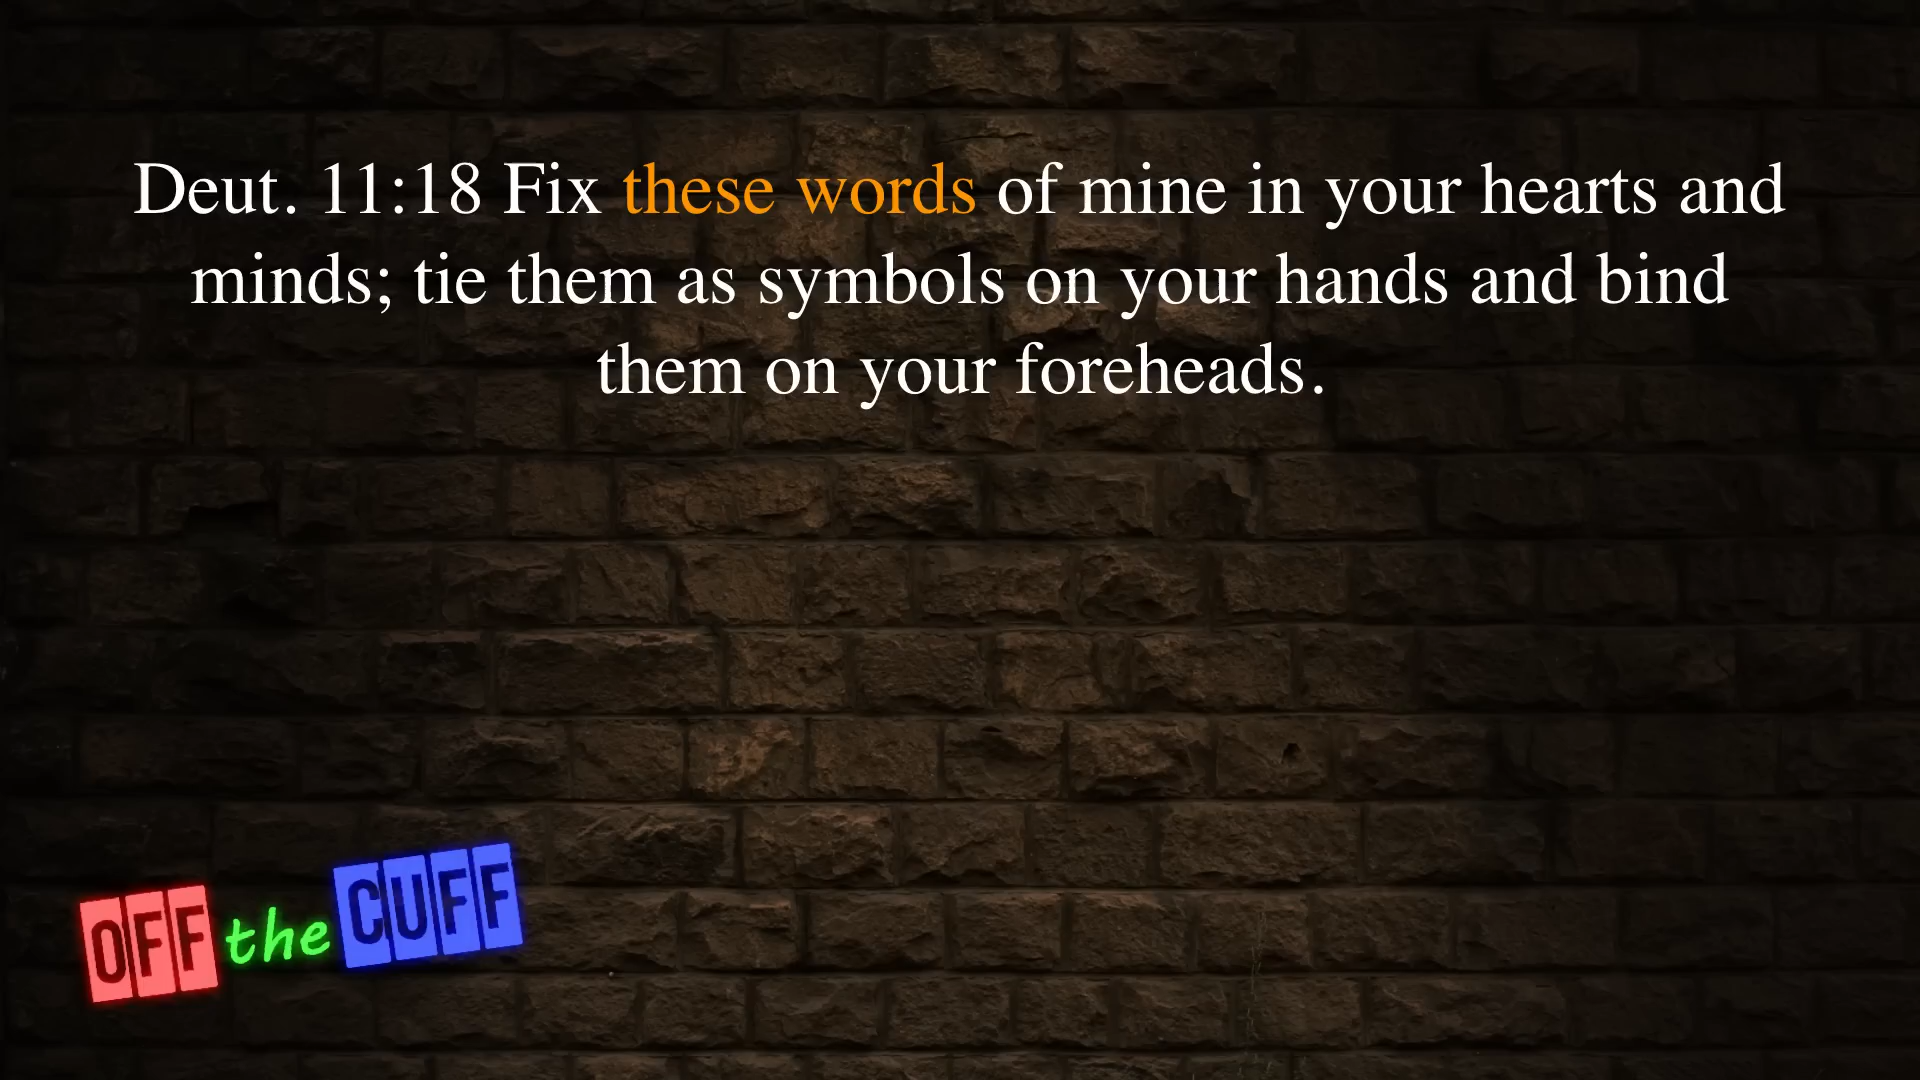 Deut. 11:18 Fix these words of mine in your hearts and
minds; tie them as symbols on your hands and bind
them on your foreheads.
OFF the CUFF